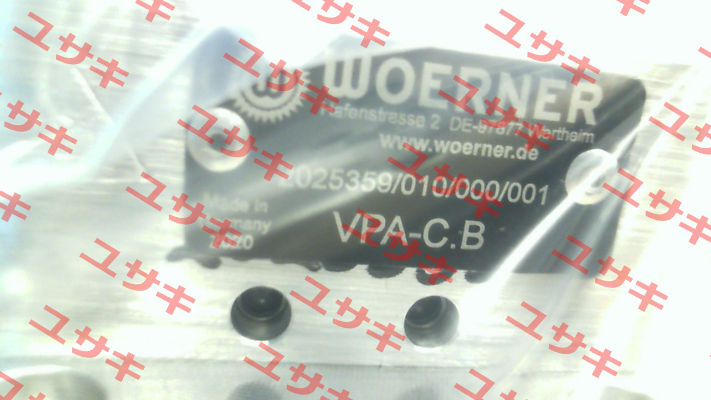 WOERNER
Hafenstrasse 2 DE-97877 Wertheim
www.woerner.de
2025359/010/000/001
Made in
Germany
VPA-C.B
ユサキ